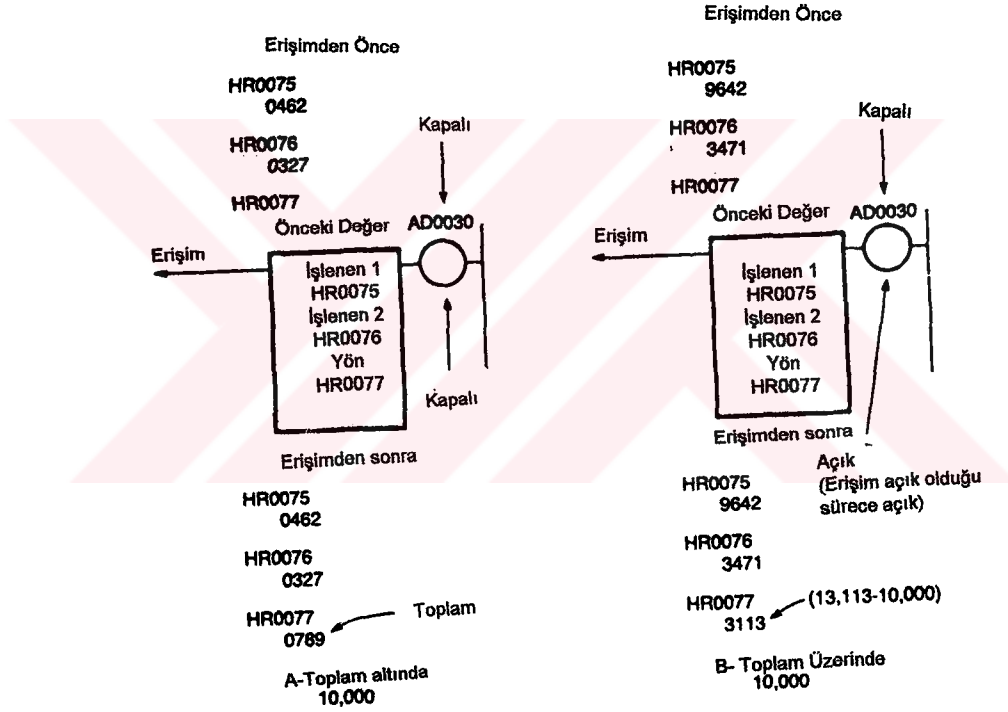 Erişimden Önce
HR0075
0462
HR0076
0327
HR0077
Kapalı
Önceki Değer
AD0030
Erişim
İşlenen 1
HR0075
İşlenen 2
HR0076
Yön
HR0077
Kapalı
Erişimden sonra
HR0075
0462
HR0076
0327
HR0077
0789
Toplam
A-Toplam altında
10,000
Erişimden Önce
HR0075
9642
HR0076
3471
HR0077
Kapalı
Önceki Değer
AD0030
Erişim
İşlenen 1
HR0075
İşlenen 2
HR0076
Yön
HR0077
Erişimden sonra
Açık
(Erişim açık olduğu
sürece açık)
HR0075
9642
HR0076
3471
HR0077
3113
(13,113-10,000)
B- Toplam Üzerinde
10,000